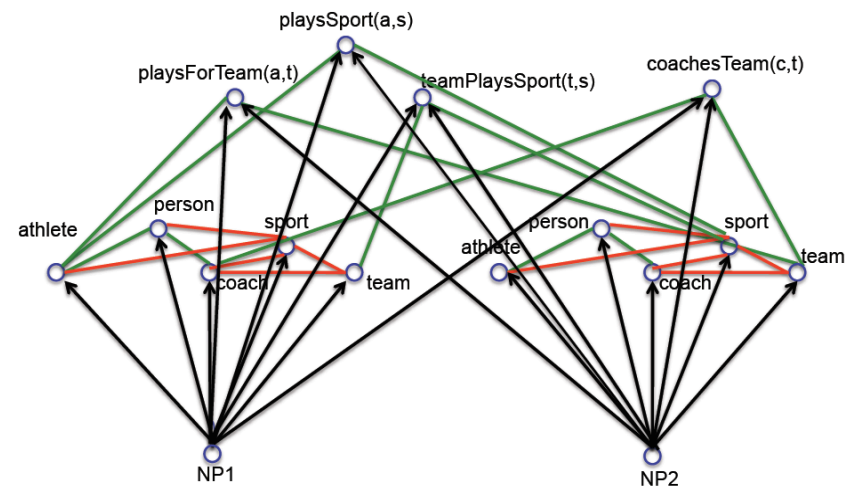 playsSport(a,s)
playsForTeam(a,t)
teamPlaysSport(t,s)
coachesTeam(c,t)
person
sport
athlete
coach
team
person
sport
athlete
team
coach
NP1
NP2